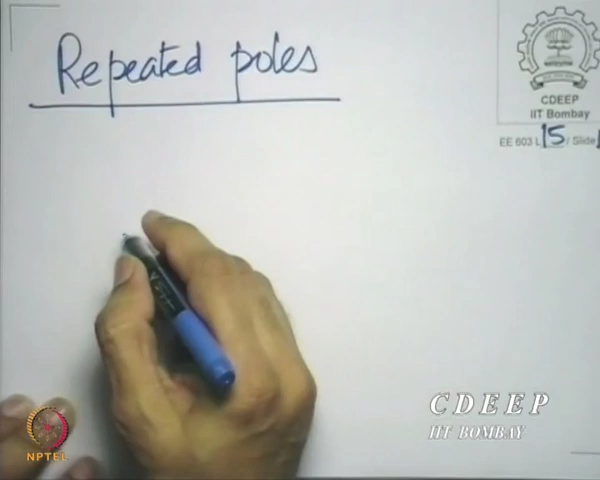 Repeated poles
CDEEP
IIT Bombay
EE 603 L 15 / Slide
CDEEP
IIT BOMBAY
NPTEL